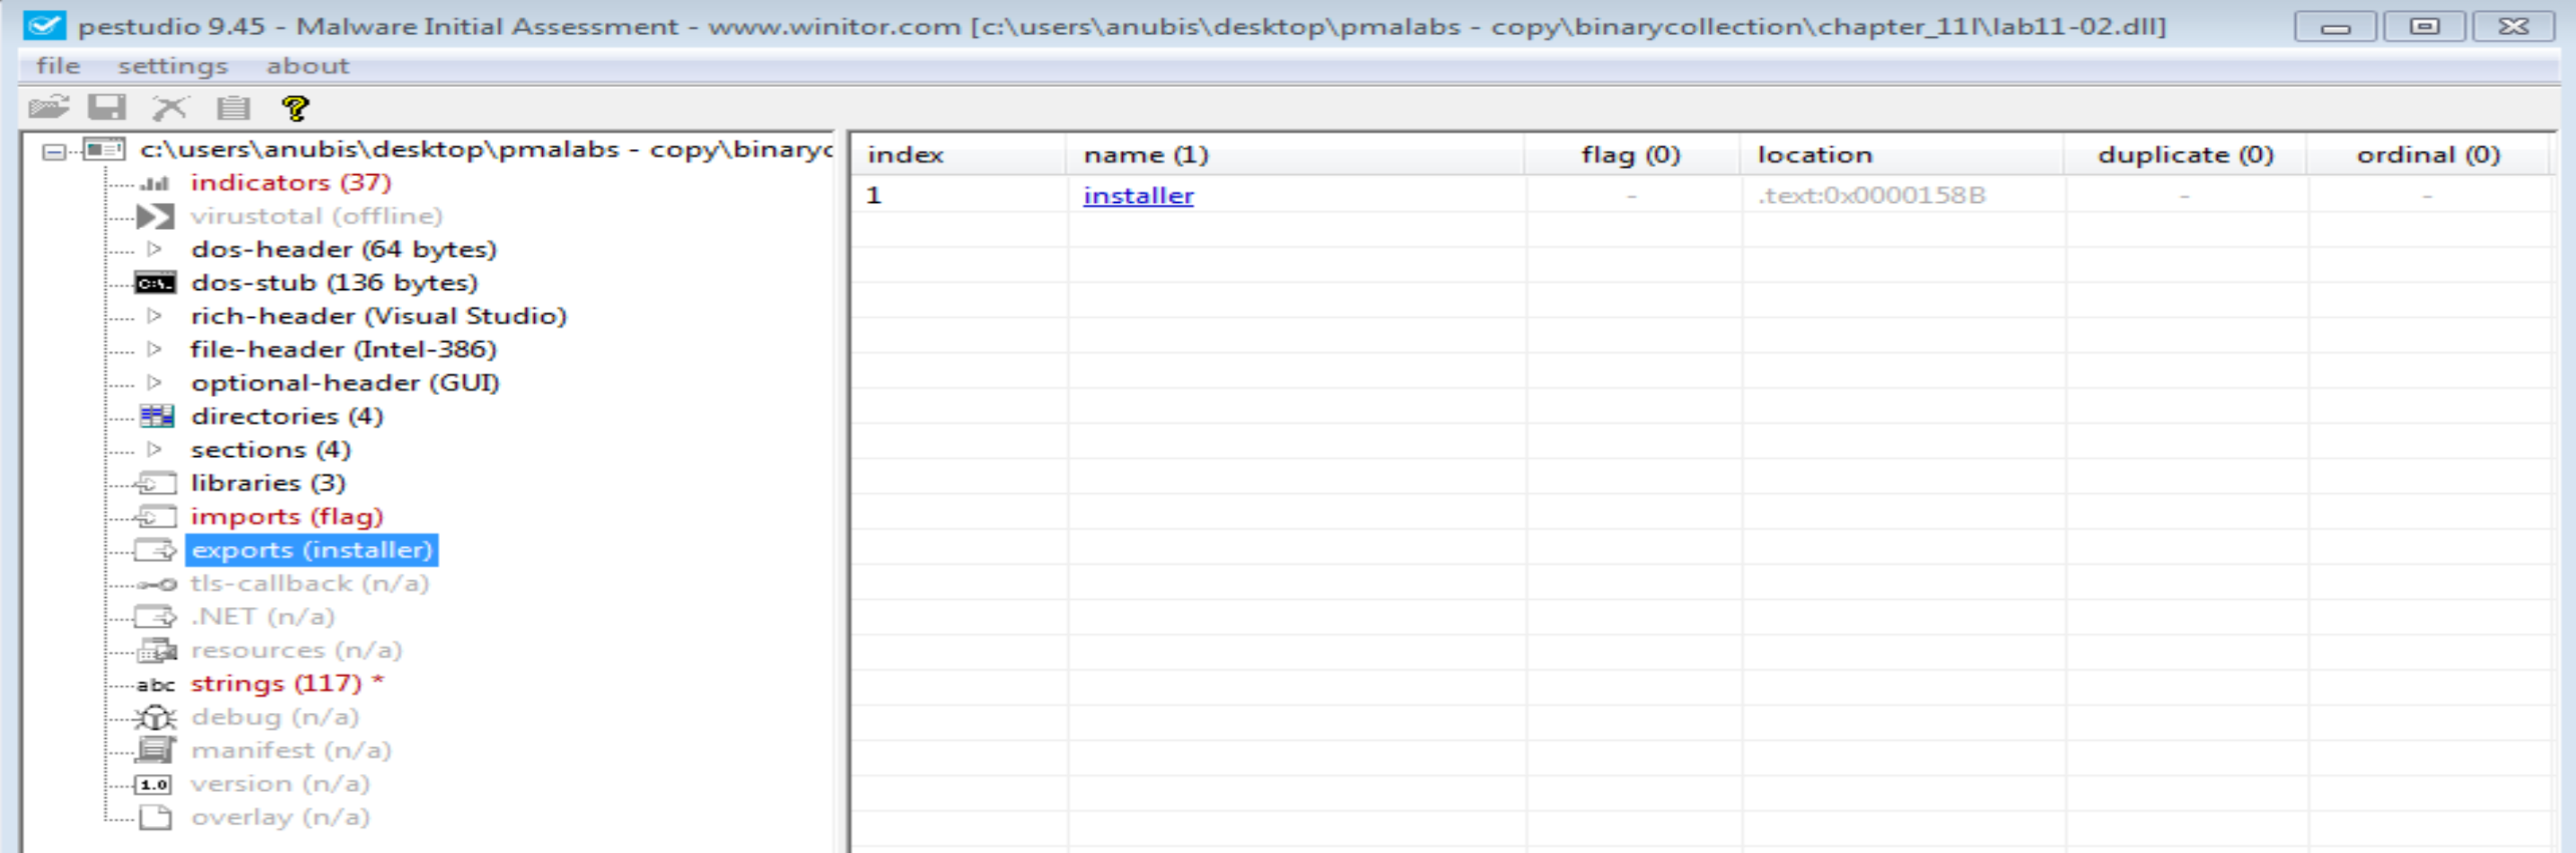 pestudio 9.45 - Malware Initial Assessment - www.winitor.com [c:\users\anubis\desktop\pmalabs - copy\binarycollection\chapter_11l\lab11-02.dll]
file settings about
c:\users\anubis\desktop\pmalabs - copy\binaryc
indicators (37)
virustotal (offline)
dos-header (64 bytes)
C:\.
dos-stub (136 bytes)
rich-header (Visual Studio)
file-header (Intel-386)
optional-header (GUI)
directories (4)
sections (4)
libraries (3)
imports (flag)
exports (installer)
tls-callback (n/a)
.NET (n/a)
resources (n/a)
abc strings (117) *
debug (n/a)
manifest (n/a)
1.0 version (n/a)
overlay (n/a)
index name (1) flag (0) location duplicate (0) ordinal (0)
1 installer - .text:0x0000158B - -